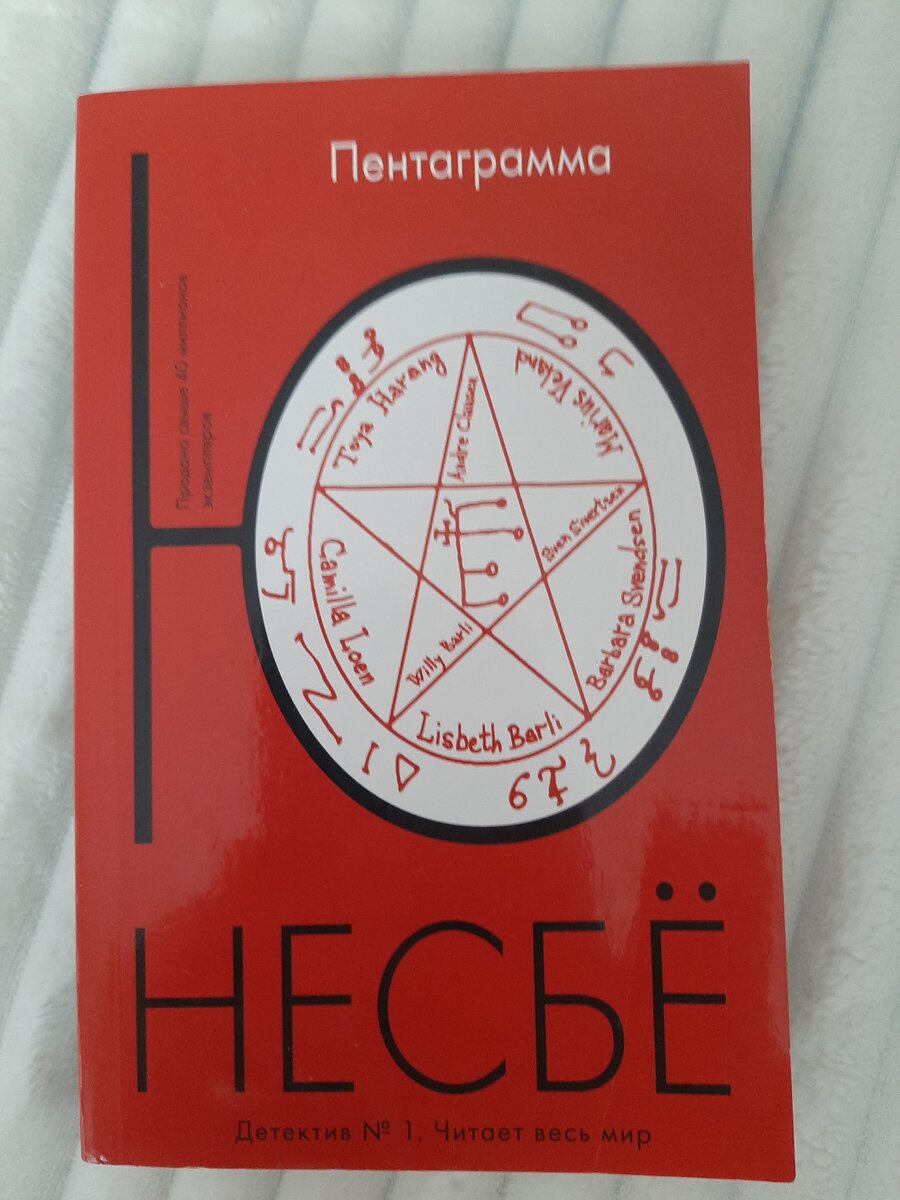 Пентаграмма
Ю
Продано свыше 40 миллионов
экземпляров
Toya Harang
Marius Veland
Andre Clausen
Sven Sivertsen
Camilla Loen
Barbara Svendsen
Willy Barli
Lisbeth Barli
НЕСБЁ
Детектив № 1. Читает весь мир